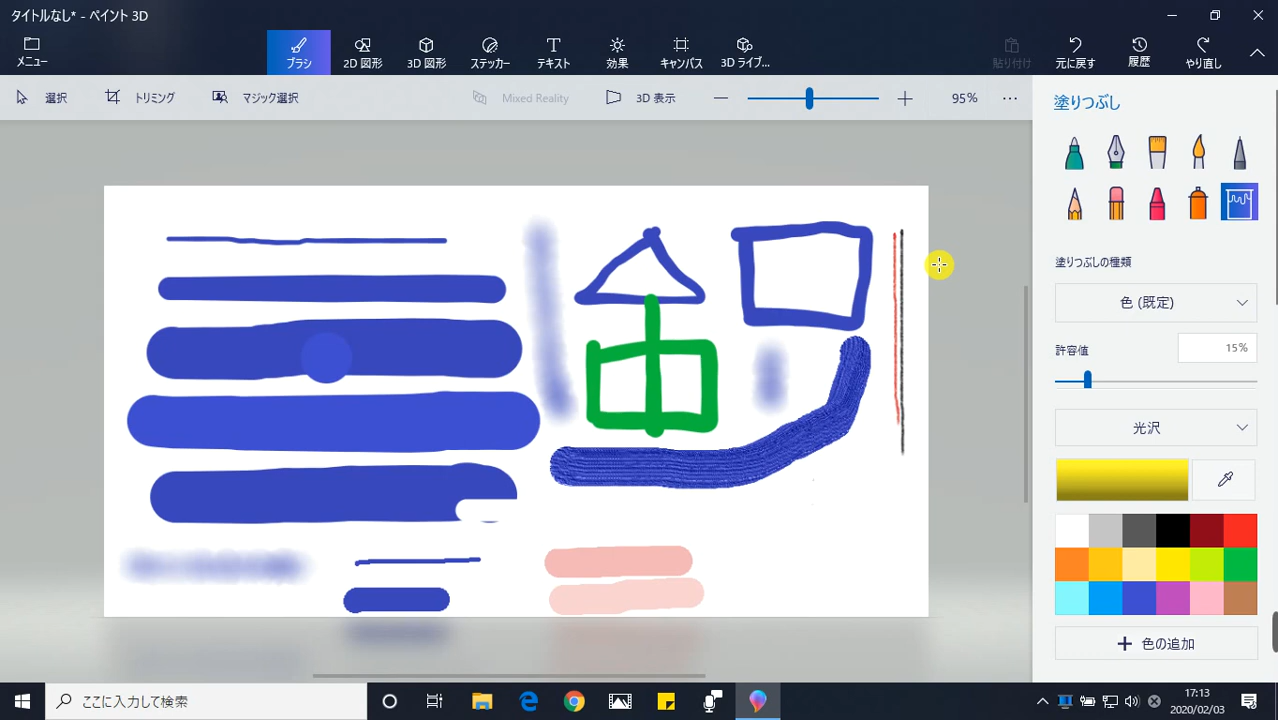 タイトルなし* - ペイント 3D
メニュー
ブラシ
2D 図形
3D 図形
ステッカー
テキスト
効果
キャンバス
3D ライブ...
貼り付け
元に戻す
履歴
やり直し
選択
トリミング
マジック選択
Mixed Reality
3D 表示
95%
塗りつぶし
塗りつぶしの種類
色 (既定)
許容値
15%
光沢
色の追加
ここに入力して検索
17:13
2020/02/03